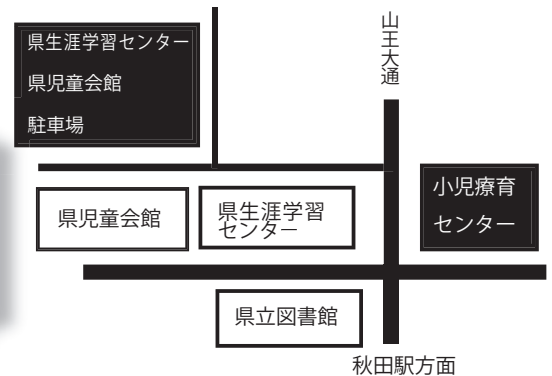 県生涯学習センター
県児童会館
駐車場
山王大通
県児童会館
県生涯学習
センター
小児療育
センター
県立図書館
秋田駅方面